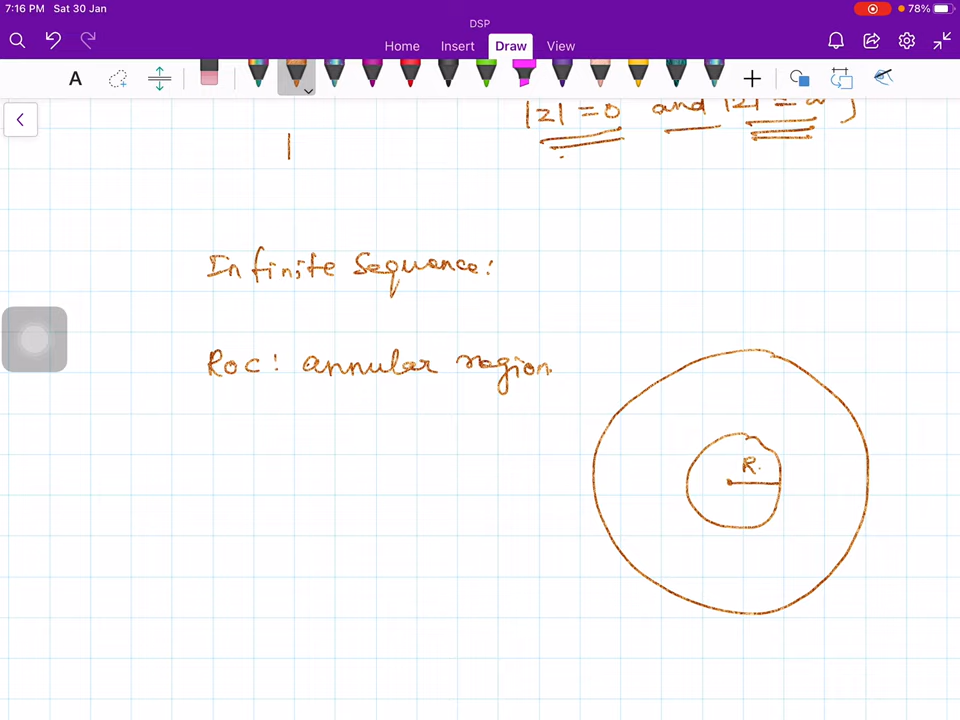 7:16 PM Sat 30 Jan
78%
DSP
Home Insert Draw View
A
|z| = 0 and |z| =
Infinite Sequence:
Roc: annular region.
R.